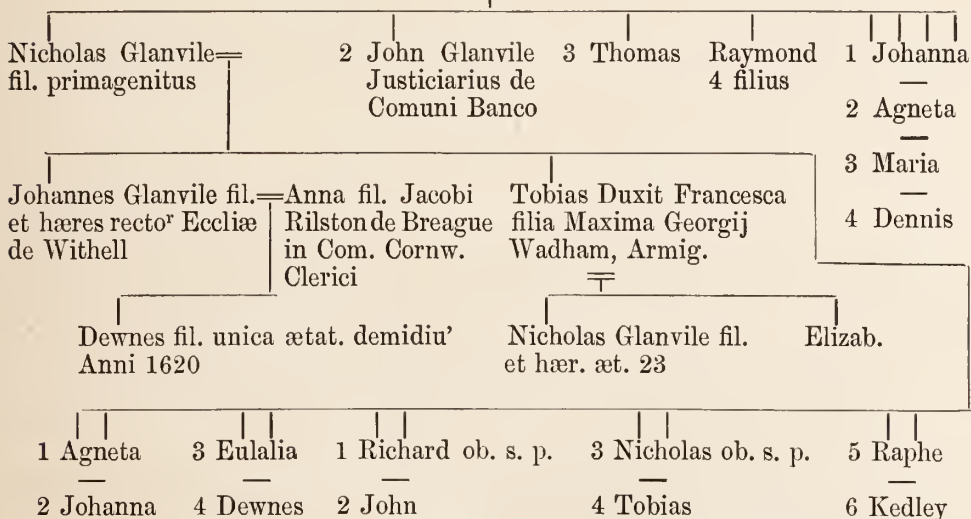 Nicholas Glanvile
fil. primagenitus
2 John Glanvile
Justiciarius de
Comuni Banco
3 Thomas
Raymond
4 filius
1 Johanna
—
2 Agneta
—
3 Maria
—
4 Dennis
Johannes Glanvile fil.
et hæres rectoʳ Eccliæ
de Withell
Anna fil. Jacobi
Rilston de Breague
in Com. Cornw.
Clerici
Tobias Duxit Francesca
filia Maxima Georgij
Wadham, Armig.
Dewnes fil. unica ætat. demidiu'
Anni 1620
Nicholas Glanvile fil.
et hær. æt. 23
Elizab.
1 Agneta
—
2 Johanna
3 Eulalia
—
4 Dewnes
1 Richard ob. s. p.
—
2 John
3 Nicholas ob. s. p.
—
4 Tobias
5 Raphe
—
6 Kedley